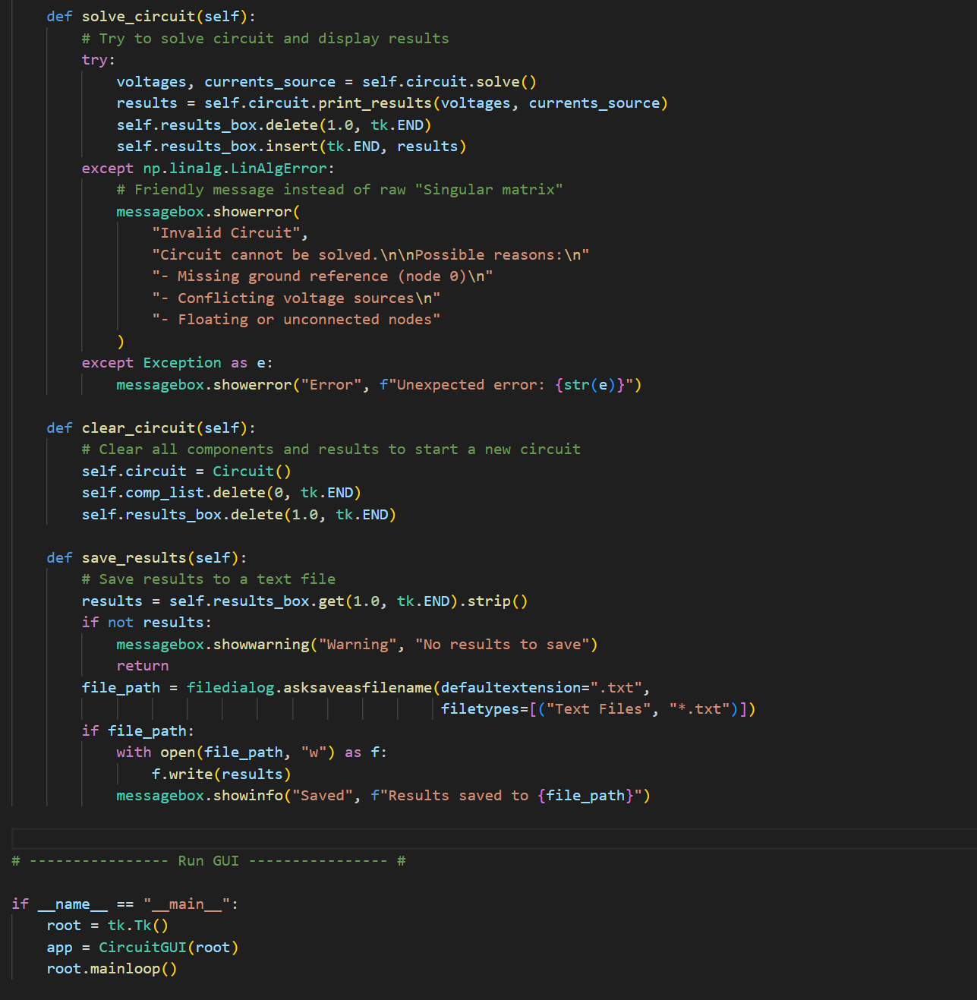 def solve_circuit(self):
        # Try to solve circuit and display results
        try:
            voltages, currents_source = self.circuit.solve()
            results = self.circuit.print_results(voltages, currents_source)
            self.results_box.delete(1.0, tk.END)
            self.results_box.insert(tk.END, results)
        except np.linalg.LinAlgError:
            # Friendly message instead of raw "Singular matrix"
            messagebox.showerror(
                "Invalid Circuit",
                "Circuit cannot be solved.\n\nPossible reasons:\n"
                "- Missing ground reference (node 0)\n"
                "- Conflicting voltage sources\n"
                "- Floating or unconnected nodes"
            )
        except Exception as e:
            messagebox.showerror("Error", f"Unexpected error: {str(e)}")

    def clear_circuit(self):
        # Clear all components and results to start a new circuit
        self.circuit = Circuit()
        self.comp_list.delete(0, tk.END)
        self.results_box.delete(1.0, tk.END)

    def save_results(self):
        # Save results to a text file
        results = self.results_box.get(1.0, tk.END).strip()
        if not results:
            messagebox.showwarning("Warning", "No results to save")
            return
        file_path = filedialog.asksaveasfilename(defaultextension=".txt",
                                                 filetypes=[("Text Files", "*.txt")])
        if file_path:
            with open(file_path, "w") as f:
                f.write(results)
            messagebox.showinfo("Saved", f"Results saved to {file_path}")


# ---------------- Run GUI ---------------- #

if __name__ == "__main__":
    root = tk.Tk()
    app = CircuitGUI(root)
    root.mainloop()